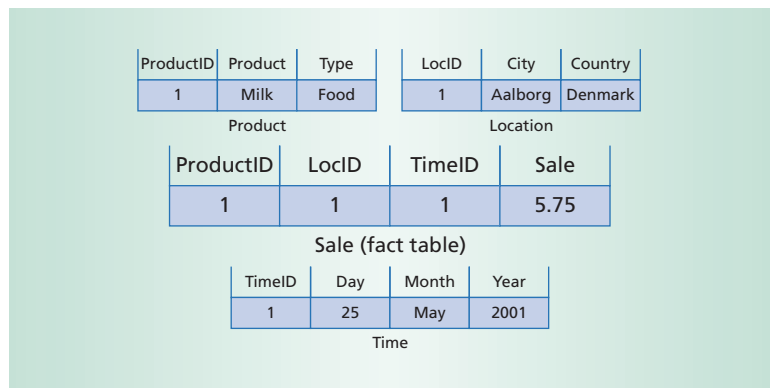 ProductID Product Type
1 Milk Food
Product
LocID City Country
1 Aalborg Denmark
Location
ProductID LocID TimeID Sale
1 1 1 5.75
Sale (fact table)
TimeID Day Month Year
1 25 May 2001
Time